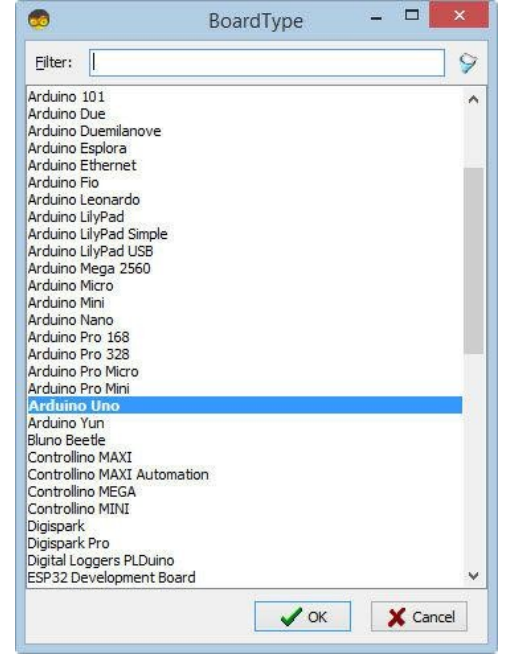 BoardType
Filter:
Arduino 101
Arduino Due
Arduino Duemilanove
Arduino Esplora
Arduino Ethernet
Arduino Fio
Arduino Leonardo
Arduino LilyPad
Arduino LilyPad Simple
Arduino LilyPad USB
Arduino Mega 2560
Arduino Micro
Arduino Mini
Arduino Nano
Arduino Pro 168
Arduino Pro 328
Arduino Pro Micro
Arduino Pro Mini
Arduino Uno
Arduino Yun
Bluno Beetle
Controllino MAXI
Controllino MAXI Automation
Controllino MEGA
Controllino MINI
Digispark
Digispark Pro
Digital Loggers PLDuino
ESP32 Development Board
OK Cancel